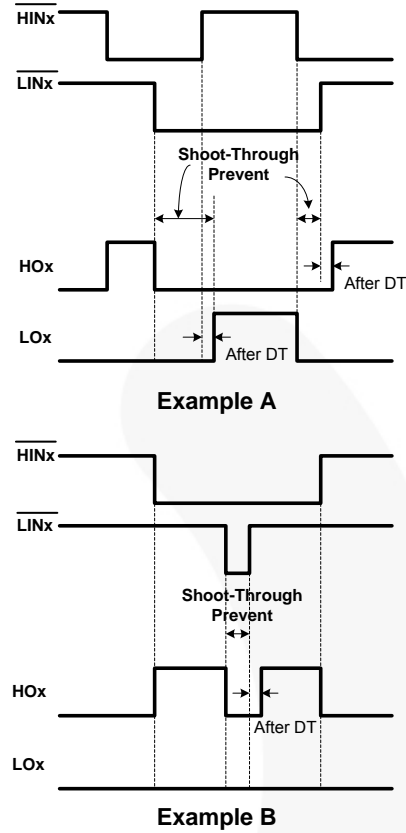 HINx
LINx
Shoot-Through
Prevent
HOx
After DT
LOx
After DT
Example A
HINx
LINx
Shoot-Through
Prevent
HOx
After DT
LOx
Example B